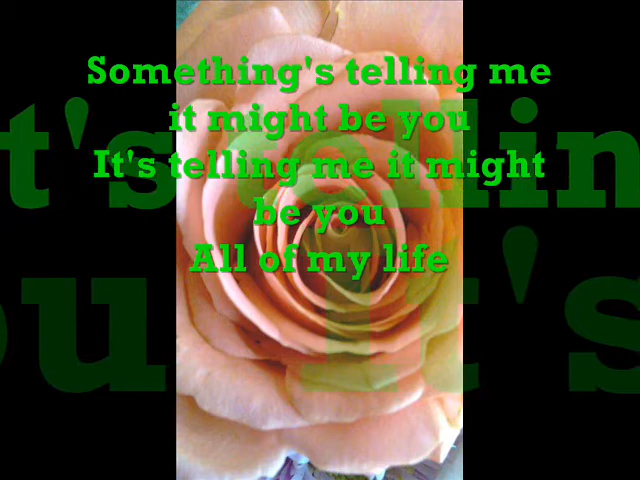 Something's telling me
it might be you
It's telling me it might
be you
All of my life